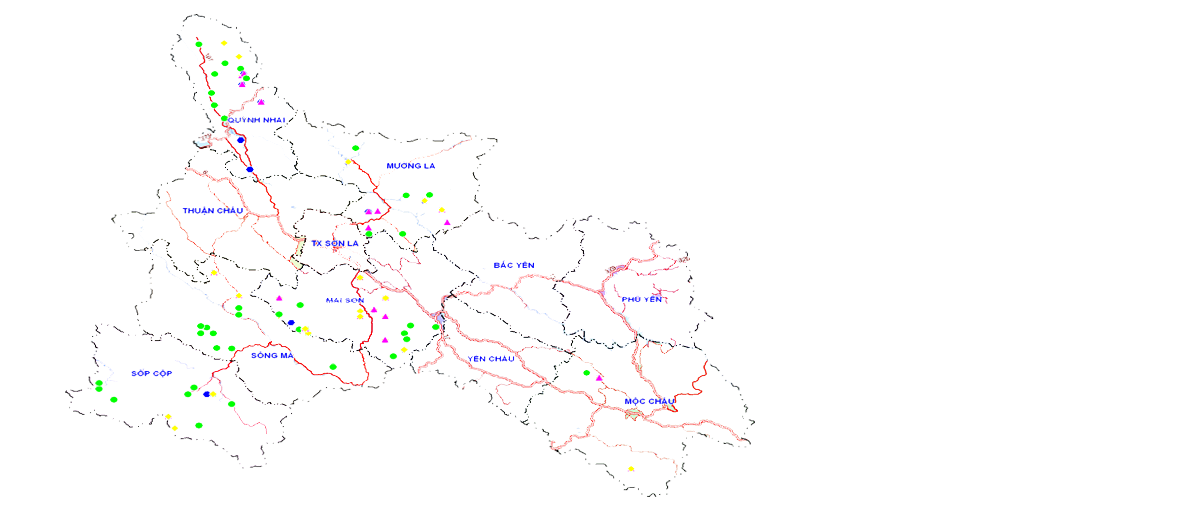 QUỲNH NHAI
MƯỜNG LA
THUẬN CHÂU
TX SƠN LA
BẮC YÊN
MAI SƠN
PHÙ YÊN
SÔNG MÃ
YÊN CHÂU
SỐP CỘP
MỘC CHÂU